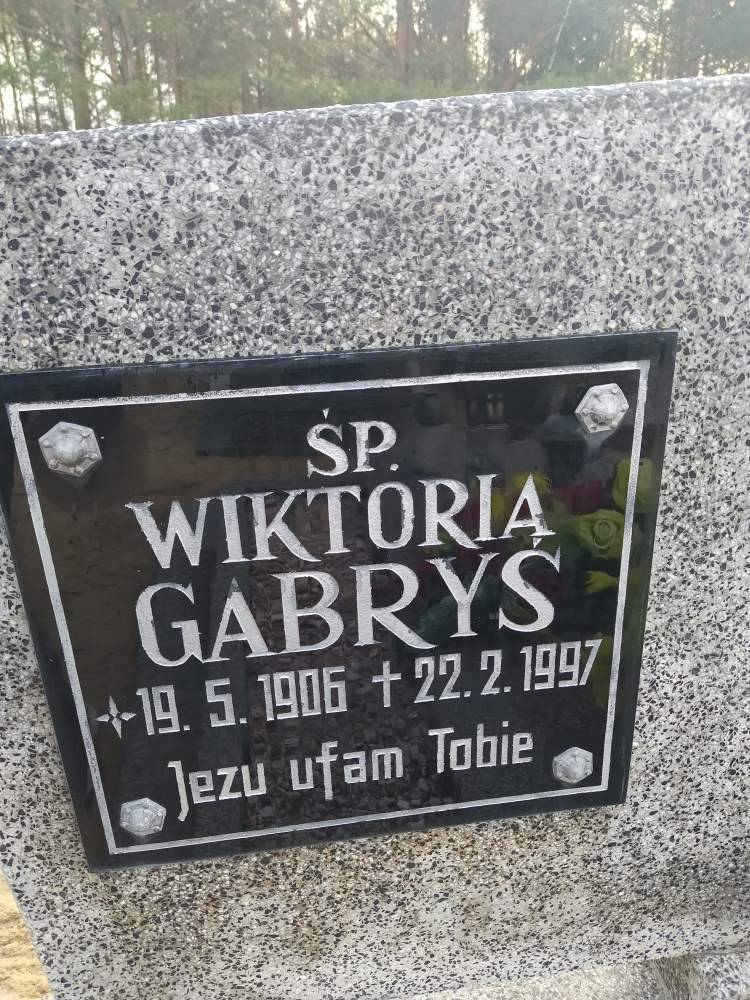 ŚP.
WIKTORIA
GABRYŚ
19. 5. 1906 † 22. 2. 1997
Jezu ufam Tobie